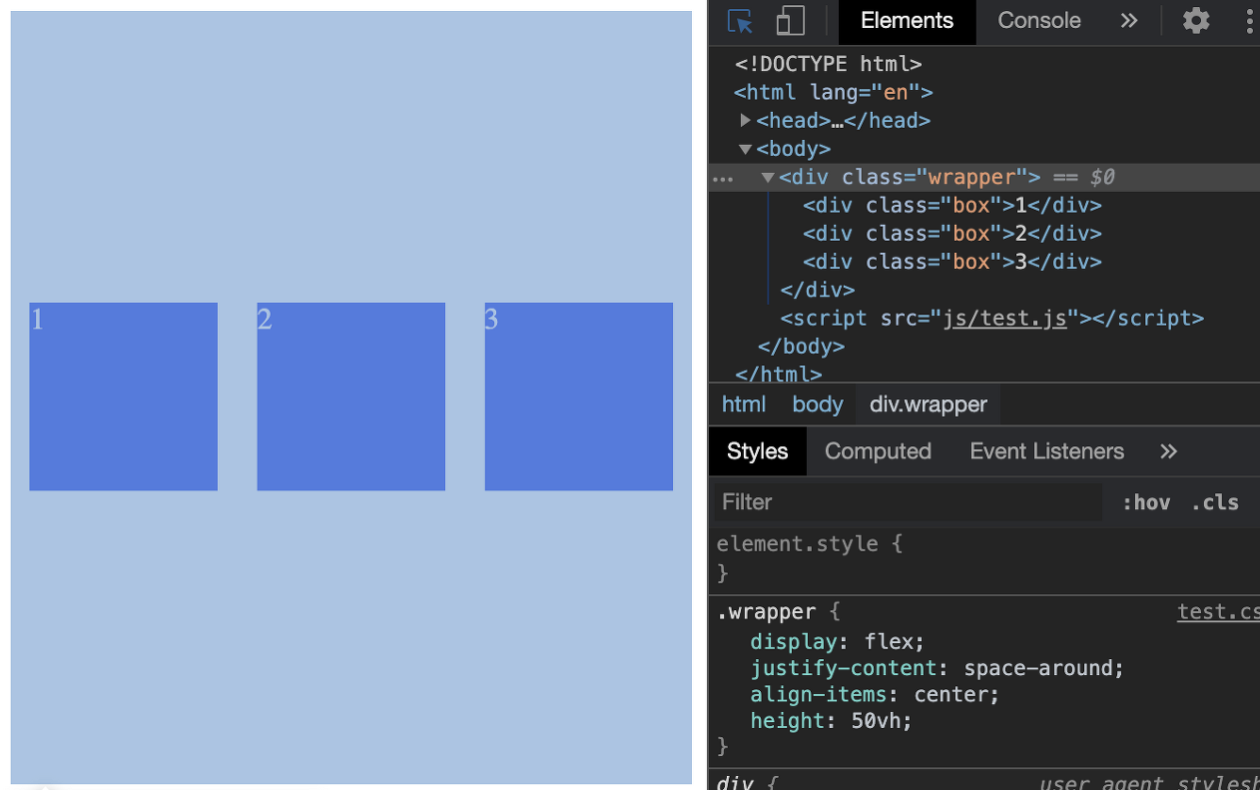 1 2 3
Elements Console »
<!DOCTYPE html>
<html lang="en">
<head>…</head>
<body>
<div class="wrapper"> == $0
<div class="box">1</div>
<div class="box">2</div>
<div class="box">3</div>
</div>
<script src="js/test.js"></script>
</body>
</html>
html body div.wrapper
Styles Computed Event Listeners »
Filter :hov .cls
element.style {
}
.wrapper { test.cs
display: flex;
justify-content: space-around;
align-items: center;
height: 50vh;
}
div { user agent stylesh